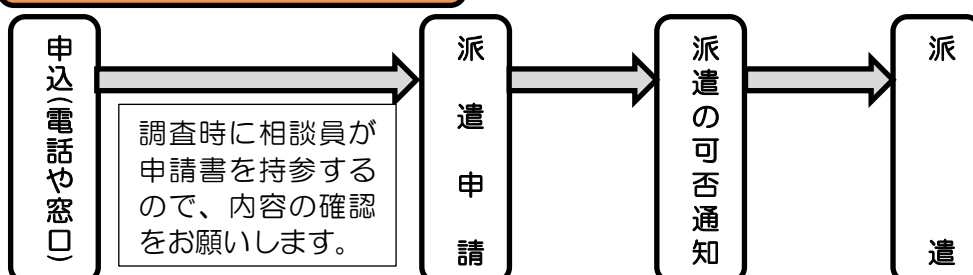 申込(電話や窓口)
調査時に相談員が
申請書を持参する
ので、内容の確認
をお願いします。
派遣申請
派遣の可否通知
派遣